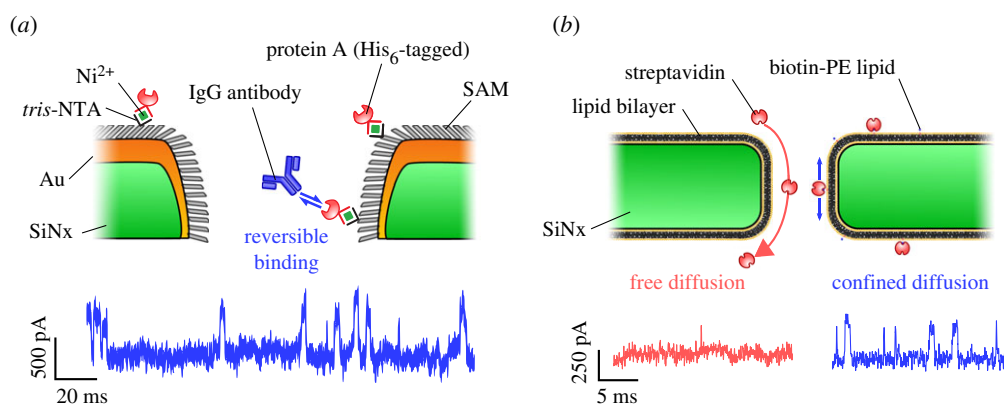 (a)
protein A (His6-tagged)
Ni2+
IgG antibody
SAM
tris-NTA
Au
SiNx
reversible
binding
500 pA
20 ms
(b)
streptavidin
biotin-PE lipid
lipid bilayer
SiNx
free diffusion
confined diffusion
250 pA
5 ms